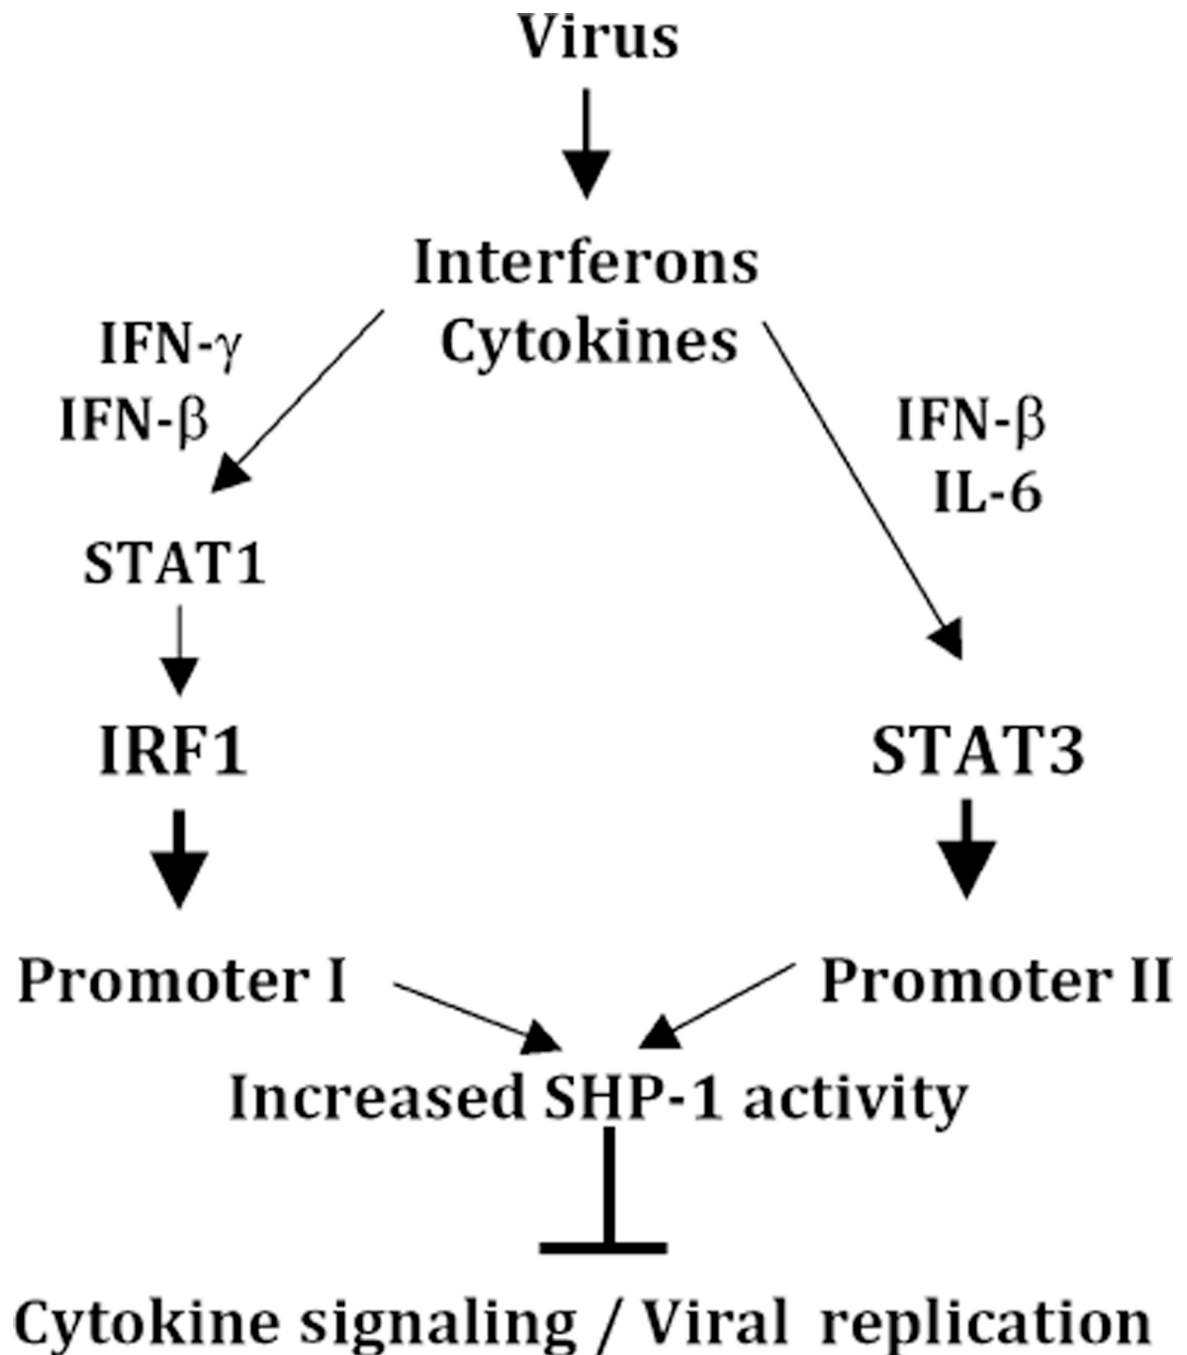 Virus
Interferons
Cytokines
IFN-γ
IFN-β
IFN-β
IL-6
STAT1
IRF1
STAT3
Promoter I
Promoter II
Increased SHP-1 activity
Cytokine signaling / Viral replication